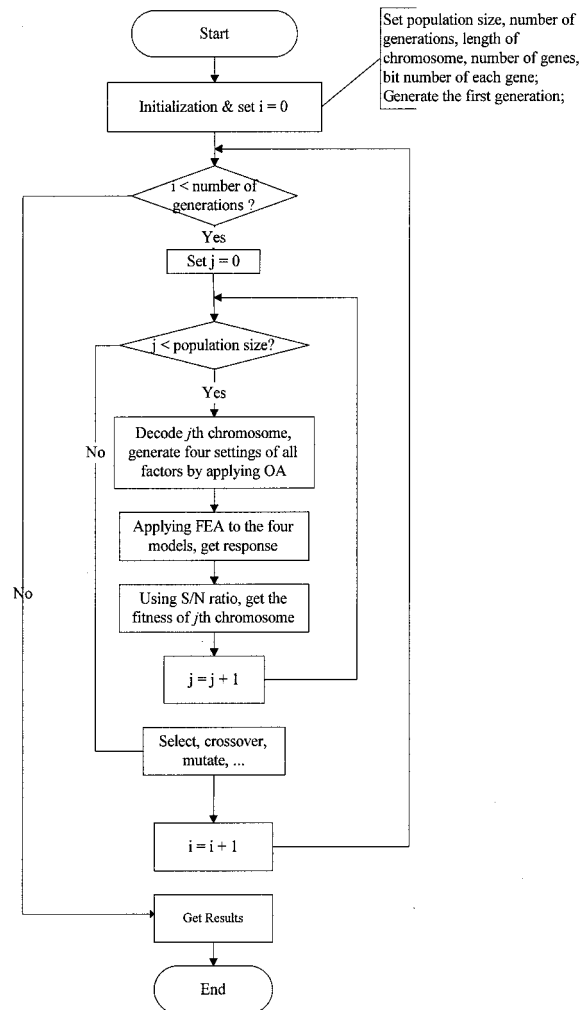 Start
Set population size, number of
generations, length of
chromosome, number of genes,
bit number of each gene;
Generate the first generation;
Initialization & set i = 0
i < number of
generations ?
Yes
Set j = 0
j < population size?
Yes
No
Decode jth chromosome,
generate four settings of all
factors by applying OA
Applying FEA to the four
models, get response
No
Using S/N ratio, get the
fitness of jth chromosome
j = j + 1
Select, crossover,
mutate, ...
i = i + 1
Get Results
End